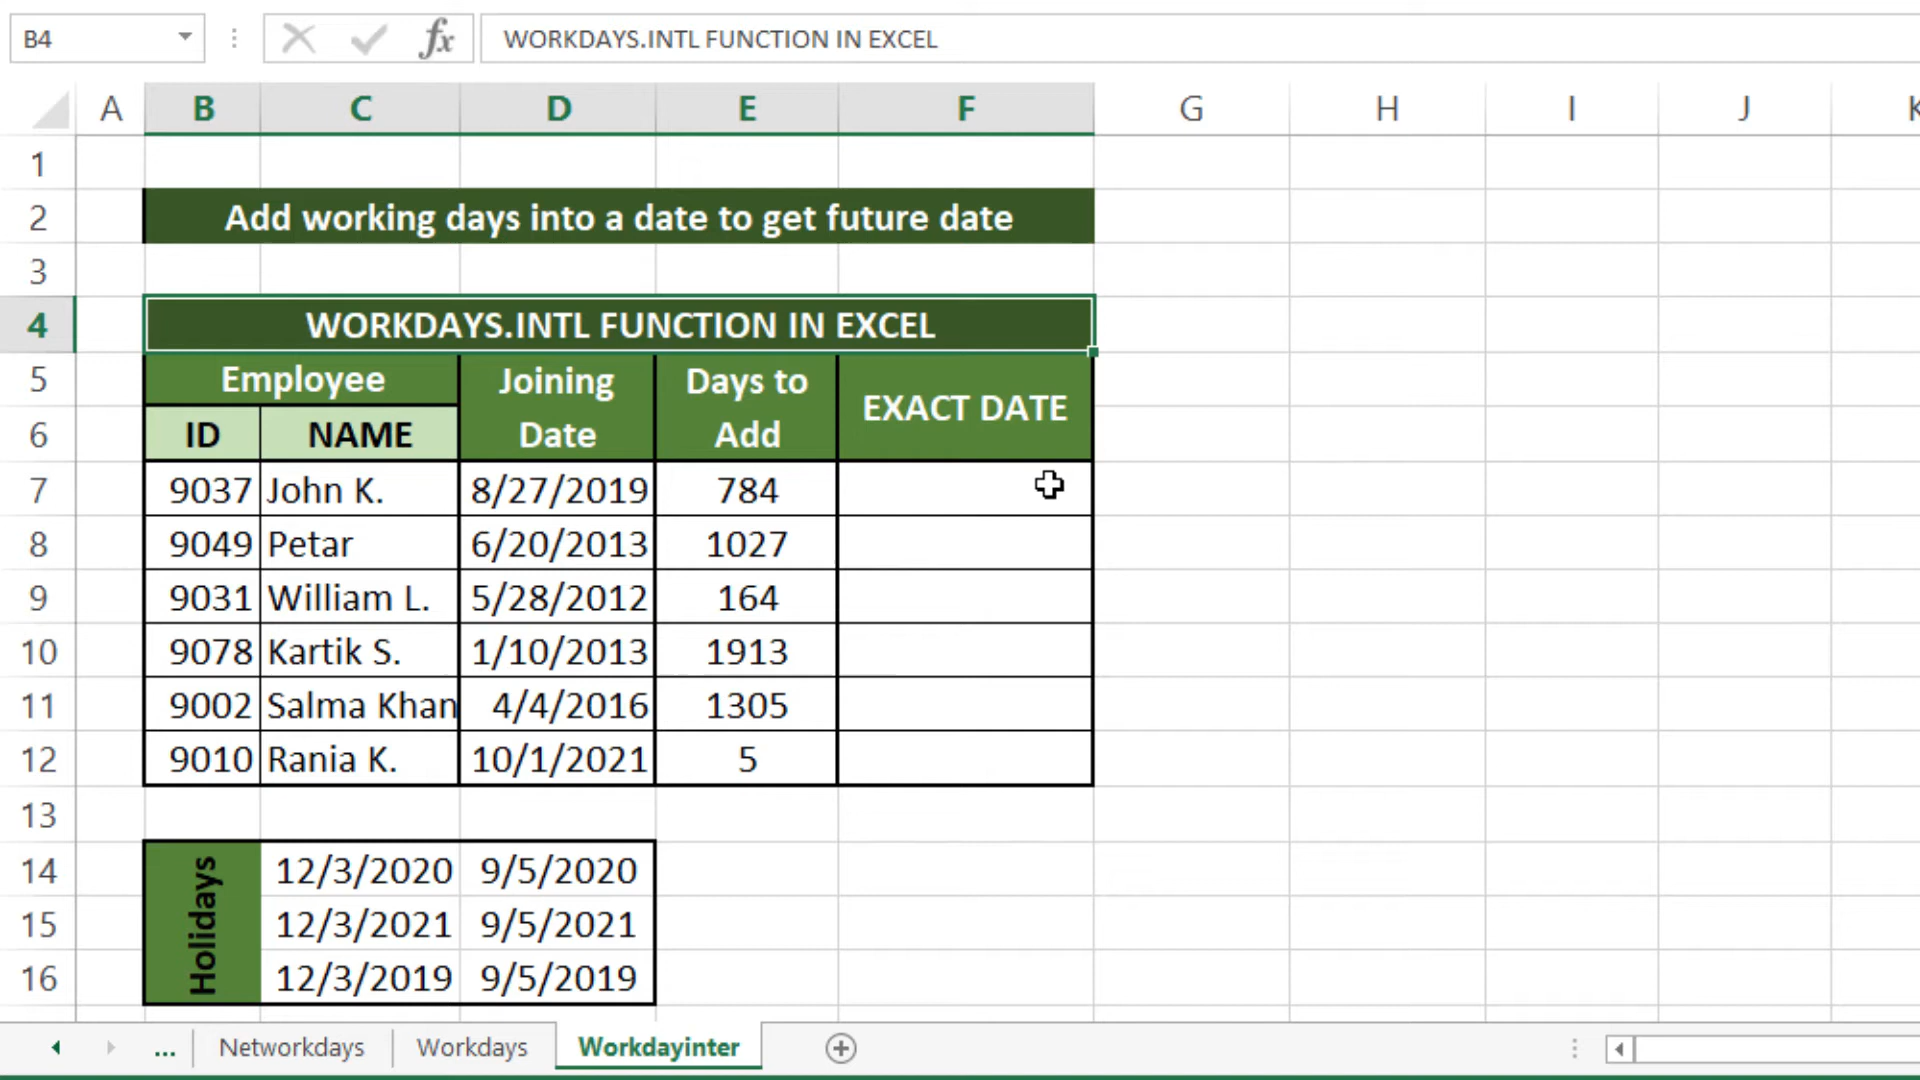 B4
fx
WORKDAYS.INTL FUNCTION IN EXCEL
A B C D E F G H I J K
1
2 Add working days into a date to get future date
3
4 WORKDAYS.INTL FUNCTION IN EXCEL
5 Employee Joining Days to
EXACT DATE
6 ID NAME Date Add
7 9037 John K. 8/27/2019 784
8 9049 Petar 6/20/2013 1027
9 9031 William L. 5/28/2012 164
10 9078 Kartik S. 1/10/2013 1913
11 9002 Salma Khan 4/4/2016 1305
12 9010 Rania K. 10/1/2021 5
13
Holidays
14 12/3/2020 9/5/2020
15 12/3/2021 9/5/2021
16 12/3/2019 9/5/2019
... Networkdays Workdays Workdayinter